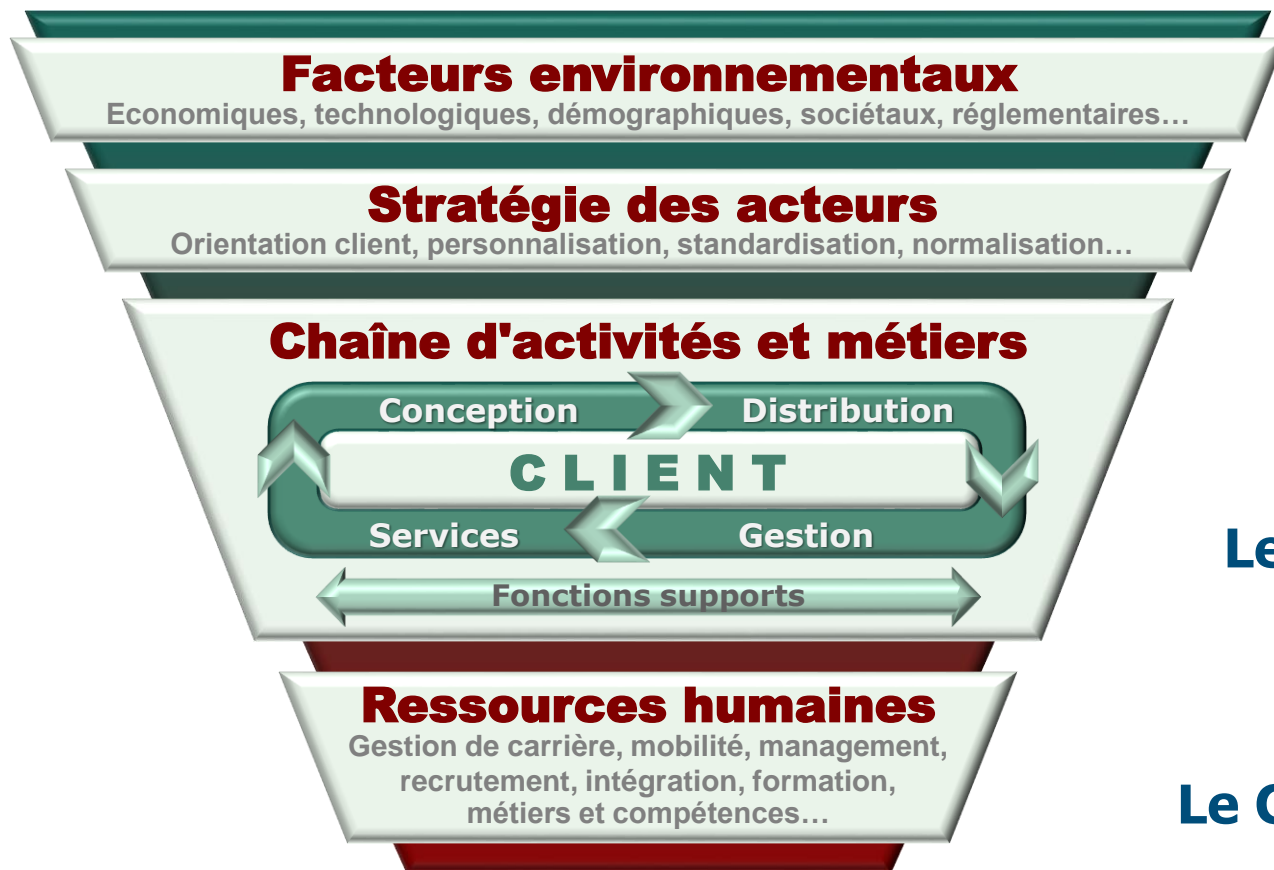 Facteurs environnementaux
Economiques, technologiques, démographiques, sociétaux, réglementaires…
Stratégie des acteurs
Orientation client, personnalisation, standardisation, normalisation…
Chaîne d'activités et métiers
Conception
Distribution
CLIENT
Services
Gestion
Le
Fonctions supports
Ressources humaines
Gestion de carrière, mobilité, management,
recrutement, intégration, formation,
métiers et compétences…
Le